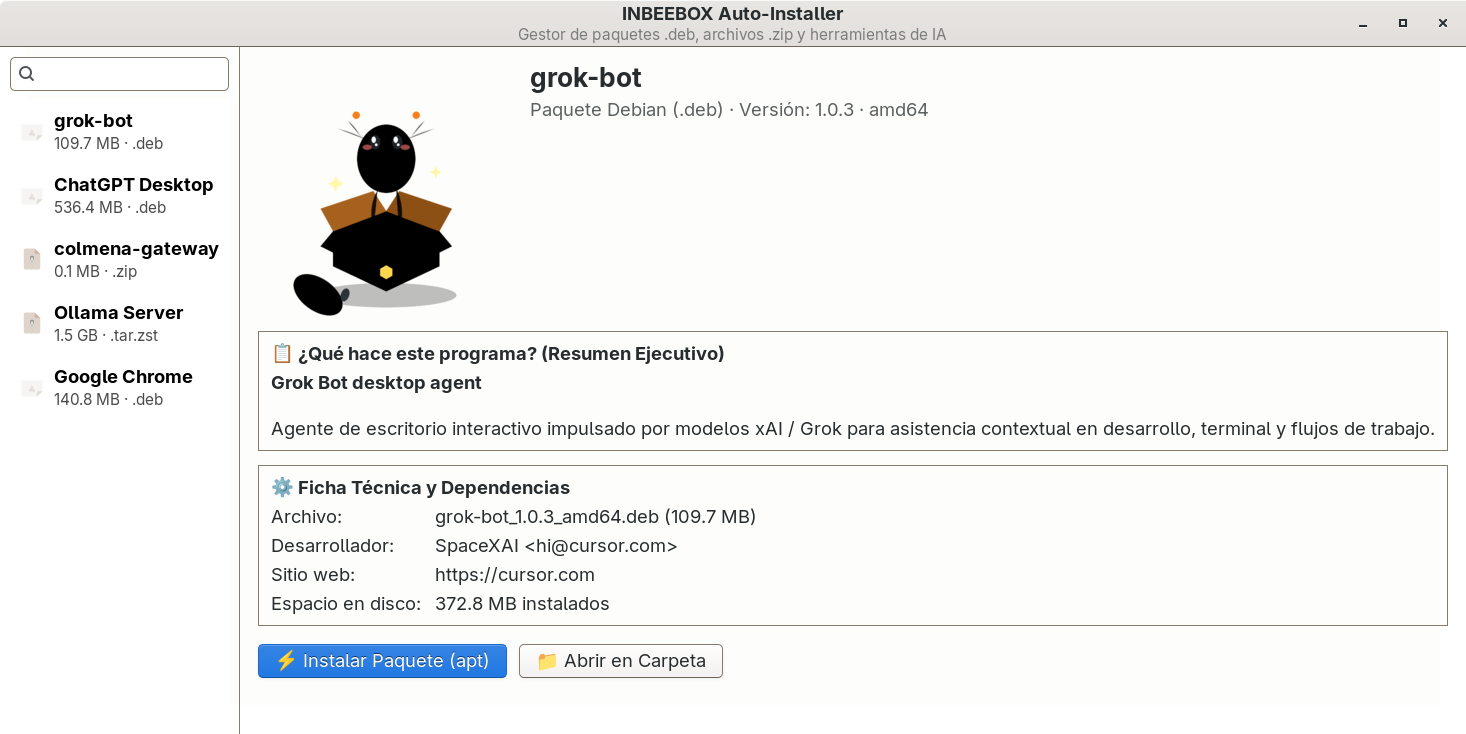 INBEEBOX Auto-Installer
Gestor de paquetes .deb, archivos .zip y herramientas de IA
grok-bot
109.7 MB · .deb
ChatGPT Desktop
536.4 MB · .deb
colmena-gateway
0.1 MB · .zip
Ollama Server
1.5 GB · .tar.zst
Google Chrome
140.8 MB · .deb
grok-bot
Paquete Debian (.deb) · Versión: 1.0.3 · amd64
📋 ¿Qué hace este programa? (Resumen Ejecutivo)
Grok Bot desktop agent
Agente de escritorio interactivo impulsado por modelos xAI / Grok para asistencia contextual en desarrollo, terminal y flujos de trabajo.
⚙️ Ficha Técnica y Dependencias
Archivo: grok-bot_1.0.3_amd64.deb (109.7 MB)
Desarrollador: SpaceXAI <hi@cursor.com>
Sitio web: https://cursor.com
Espacio en disco: 372.8 MB instalados
⚡ Instalar Paquete (apt)
📁 Abrir en Carpeta